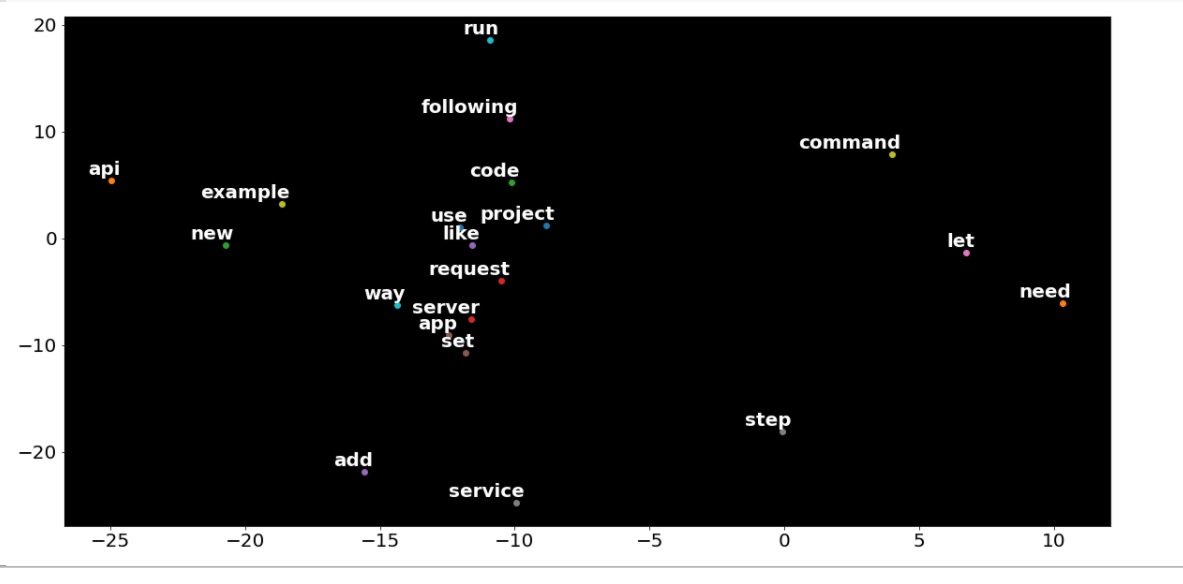 20
run
following
10
command
api
code
example
use project
new
0
like
let
request
need
way
server
app
−10
set
step
−20
add
service
−25 −20 −15 −10 −5 0 5 10